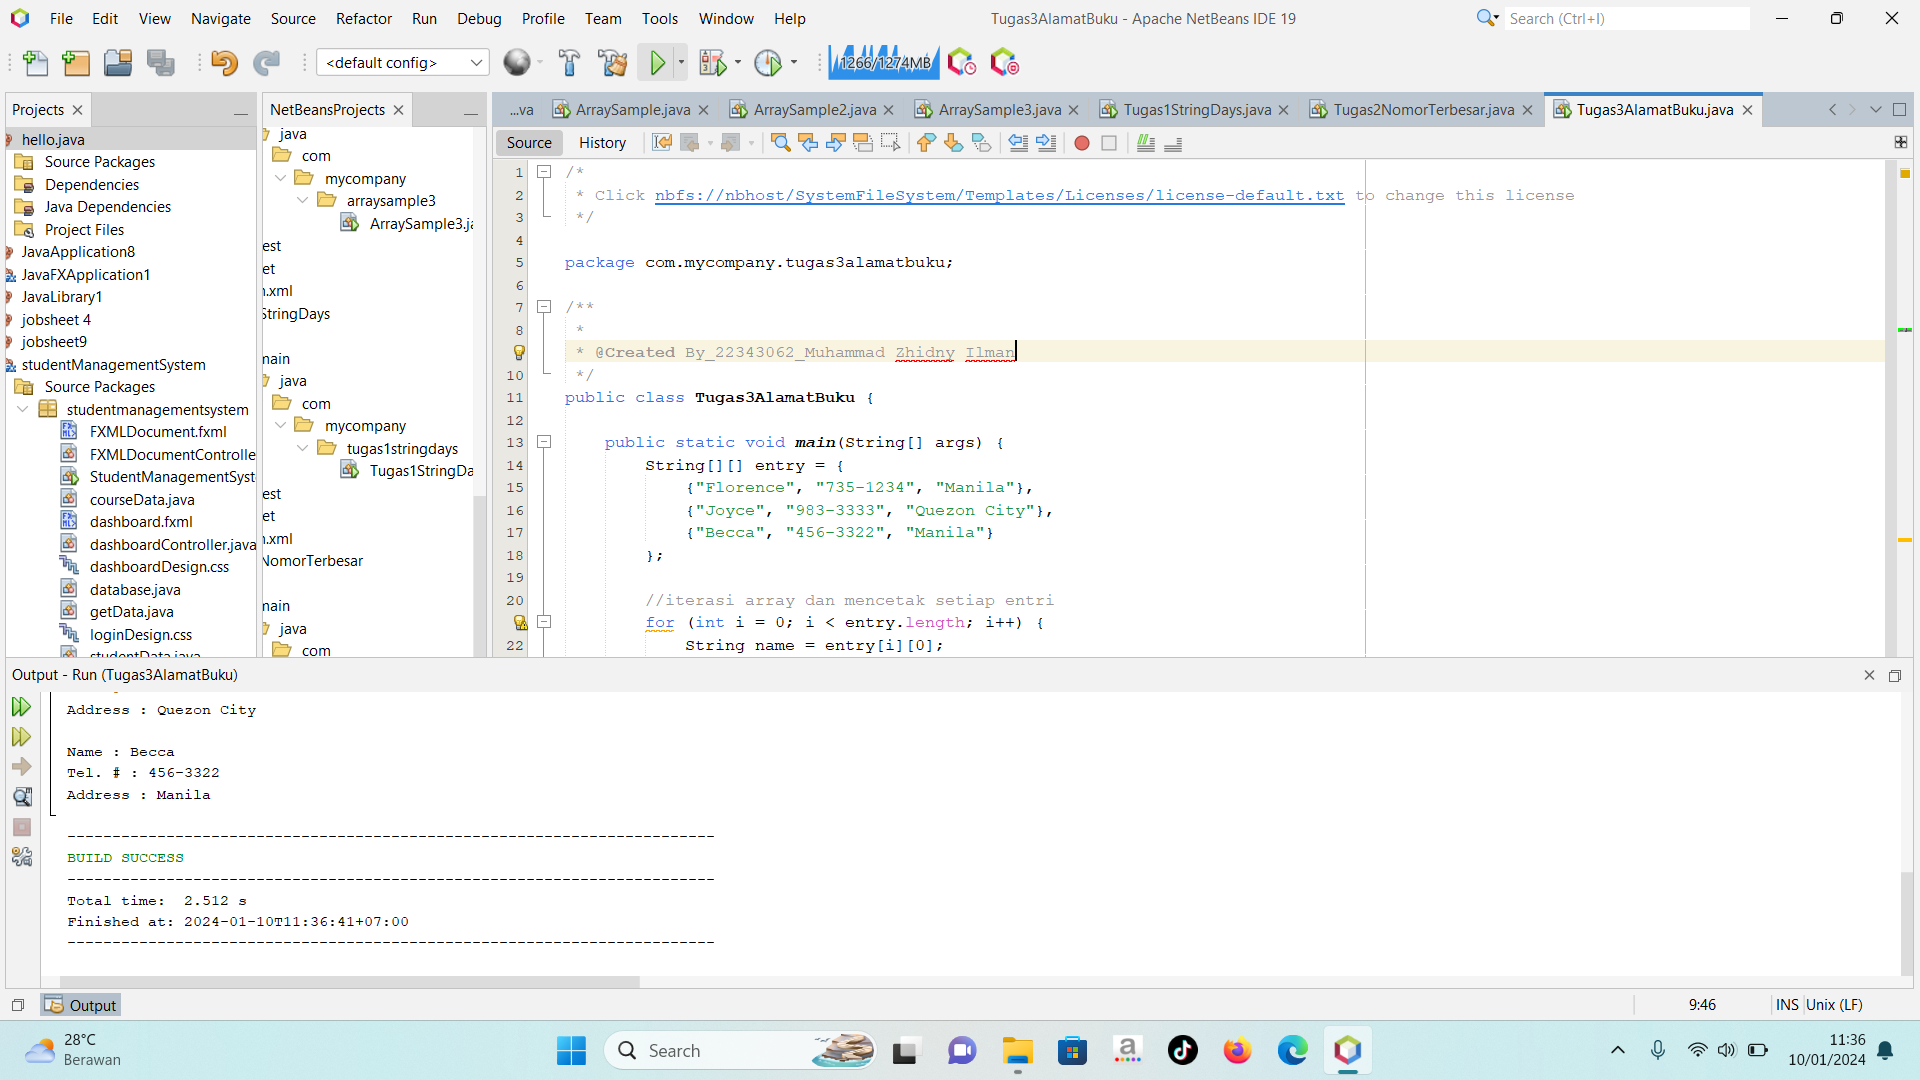 File Edit View Navigate Source Refactor Run Debug Profile Team Tools Window Help
Tugas3AlamatBuku - Apache NetBeans IDE 19
Search (Ctrl+I)
<default config>
1266/1274MB
Projects
hello.java
Source Packages
Dependencies
Java Dependencies
Project Files
JavaApplication8
JavaFXApplication1
JavaLibrary1
jobsheet 4
jobsheet9
studentManagementSystem
Source Packages
studentmanagementsystem
FXMLDocument.fxml
FXMLDocumentControlle
StudentManagementSyst
courseData.java
dashboard.fxml
dashboardController.java
dashboardDesign.css
database.java
getData.java
loginDesign.css
studentData.java
NetBeansProjects
java
com
mycompany
arraysample3
ArraySample3.ja
est
et
n.xml
StringDays
main
java
com
mycompany
tugas1stringdays
Tugas1StringDa
est
et
n.xml
NomorTerbesar
main
java
com
...va ArraySample.java ArraySample2.java ArraySample3.java Tugas1StringDays.java Tugas2NomorTerbesar.java Tugas3AlamatBuku.java
Source History
1 /*
2 * Click nbfs://nbhost/SystemFileSystem/Templates/Licenses/license-default.txt to change this license
3 */
4
5 package com.mycompany.tugas3alamatbuku;
6
7 /**
8 *
* @Created By_22343062_Muhammad Zhidny Ilman
10 */
11 public class Tugas3AlamatBuku {
12
13 public static void main(String[] args) {
14 String[][] entry = {
15 {"Florence", "735-1234", "Manila"},
16 {"Joyce", "983-3333", "Quezon City"},
17 {"Becca", "456-3322", "Manila"}
18 };
19
20 //iterasi array dan mencetak setiap entri
for (int i = 0; i < entry.length; i++) {
22 String name = entry[i][0];
Output - Run (Tugas3AlamatBuku)
Address : Quezon City
Name : Becca
Tel. # : 456-3322
Address : Manila
------------------------------------------------------------------------
BUILD SUCCESS
------------------------------------------------------------------------
Total time:  2.512 s
Finished at: 2024-01-10T11:36:41+07:00
------------------------------------------------------------------------
Output
9:46 INS Unix (LF)
28°C
Berawan
Search
11:36
10/01/2024